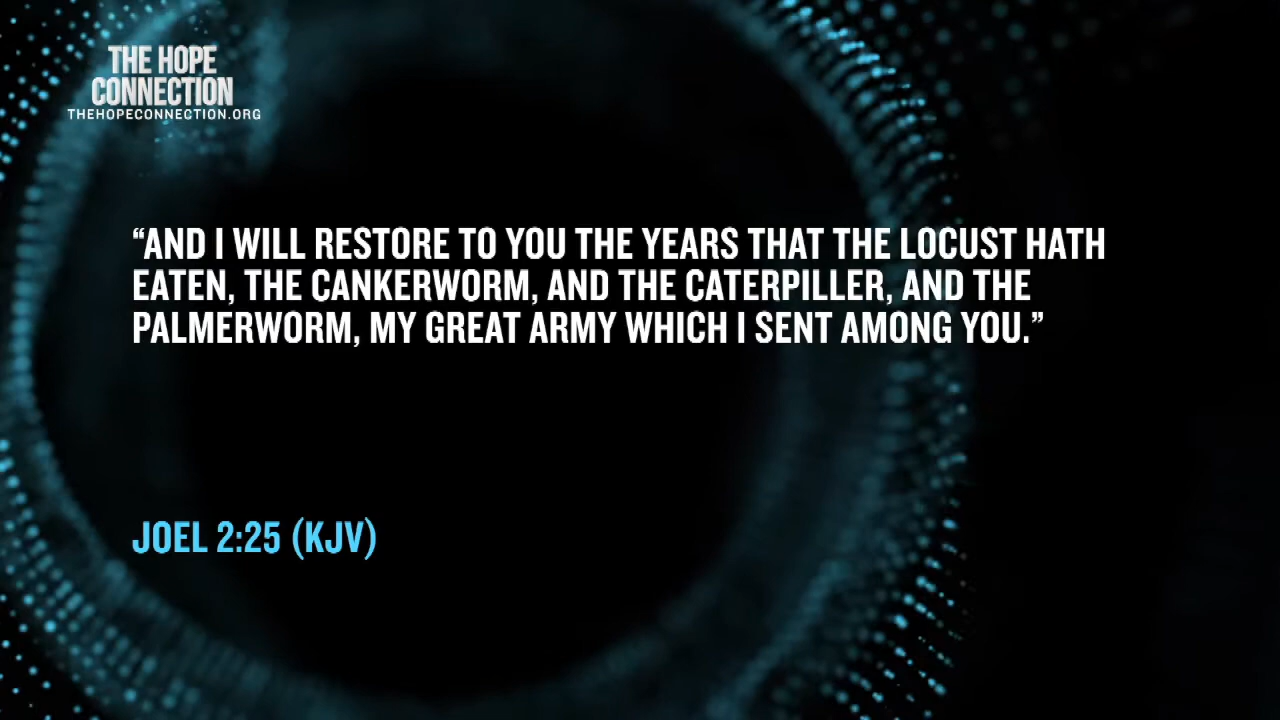 THE HOPE
CONNECTION
THEHOPECONNECTION.ORG
“AND I WILL RESTORE TO YOU THE YEARS THAT THE LOCUST HATH
EATEN, THE CANKERWORM, AND THE CATERPILLER, AND THE
PALMERWORM, MY GREAT ARMY WHICH I SENT AMONG YOU.”
JOEL 2:25 (KJV)